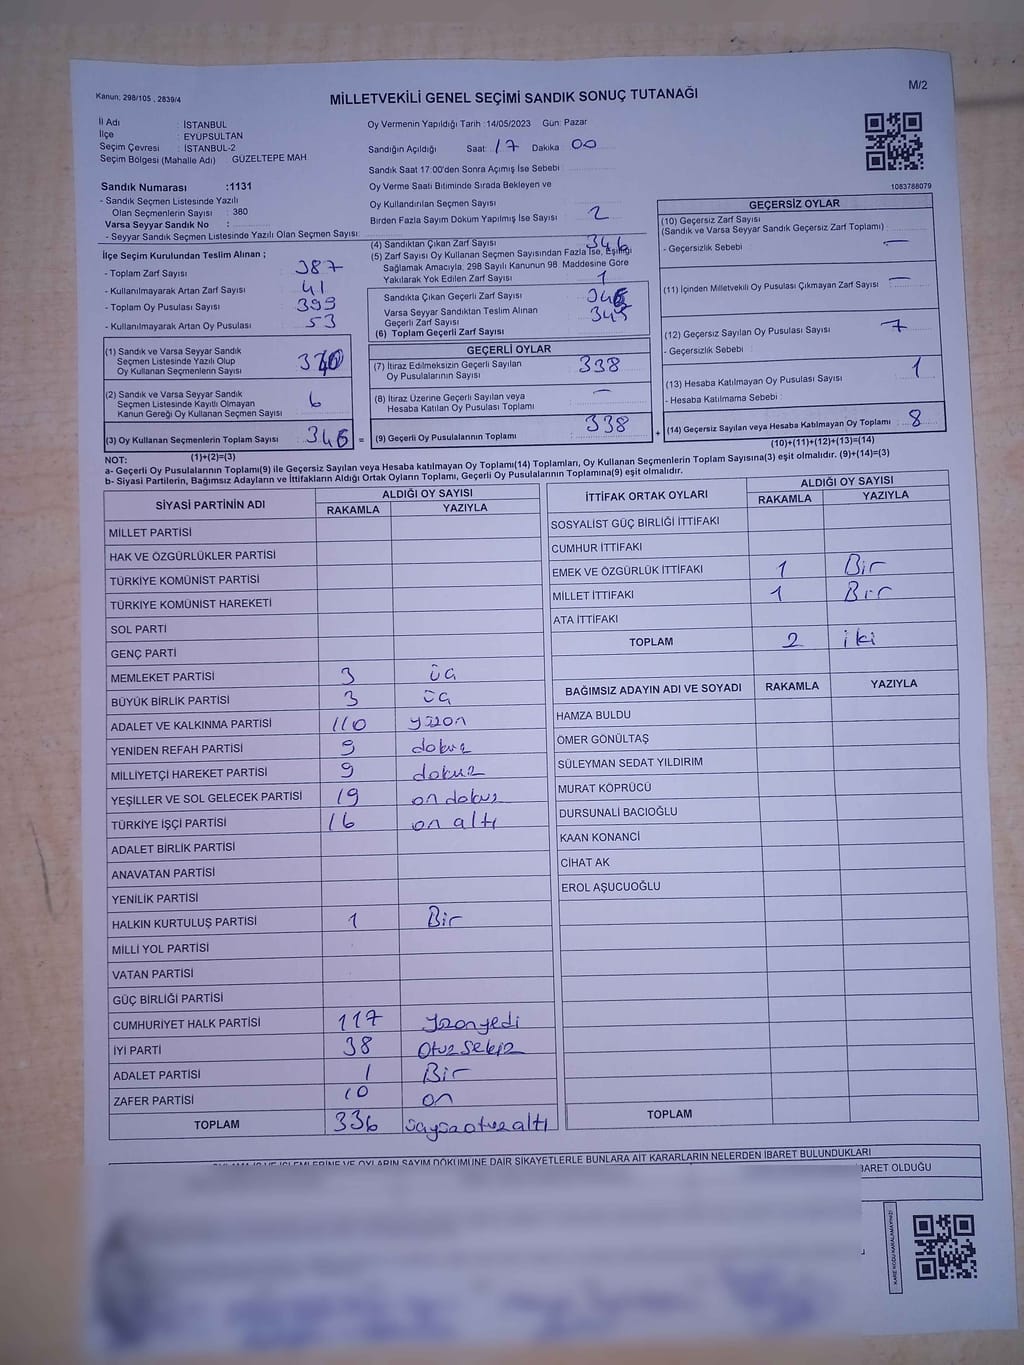 Kanun: 298/105 , 2839/4
MİLLETVEKİLİ GENEL SEÇİMİ SANDIK SONUÇ TUTANAĞI
M/2
İl Adı : İSTANBUL
İlçe : EYUPSULTAN
Seçim Çevresi : İSTANBUL-2
Seçim Bölgesi (Mahalle Adı) : GÜZELTEPE MAH
Oy Vermenin Yapıldığı Tarih :14/05/2023 Gün: Pazar
Sandığın Açıldığı Saat: 17 Dakika 00
Sandık Saat 17:00'den Sonra Açımış İse Sebebi :
Oy Verme Saati Bitiminde Sırada Bekleyen ve
Oy Kullandırılan Seçmen Sayısı
Birden Fazla Sayım Döküm Yapılmış İse Sayısı : 2
1083788079
Sandık Numarası :1131
- Sandık Seçmen Listesinde Yazılı
Olan Seçmenlerin Sayısı : 380
Varsa Seyyar Sandık No :
- Seyyar Sandık Seçmen Listesinde Yazılı Olan Seçmen Sayısı:
İlçe Seçim Kurulundan Teslim Alınan ;
- Toplam Zarf Sayısı : 387
- Kullanılmayarak Artan Zarf Sayısı : 41
- Toplam Oy Pusulası Sayısı : 399
- Kullanılmayarak Artan Oy Pusulası : 53
(4) Sandıktan Çıkan Zarf Sayısı : 346
(5) Zarf Sayısı Oy Kullanan Seçmen Sayısından Fazla İse, Eşitliği
Sağlamak Amacıyla, 298 Sayılı Kanunun 98. Maddesine Göre
Yakılarak Yok Edilen Zarf Sayısı : 1
Sandıkta Çıkan Geçerli Zarf Sayısı
Varsa Seyyar Sandıktan Teslim Alınan
Geçerli Zarf Sayısı
(6) Toplam Geçerli Zarf Sayısı
GEÇERSİZ OYLAR
(10) Geçersiz Zarf Sayısı
(Sandık ve Varsa Seyyar Sandık Geçersiz Zarf Toplamı) :
- Geçersizlik Sebebi : —
(11) İçinden Milletvekili Oy Pusulası Çıkmayan Zarf Sayısı : —
(12) Geçersiz Sayılan Oy Pusulası Sayısı : 7
- Geçersizlik Sebebi :
(13) Hesaba Katılmayan Oy Pusulası Sayısı : 1
- Hesaba Katılmama Sebebi :
(14) Geçersiz Sayılan veya Hesaba Katılmayan Oy Toplamı : 8
(10)+(11)+(12)+(13)=(14)
(1) Sandık ve Varsa Seyyar Sandık
Seçmen Listesinde Yazılı Olup
Oy Kullanan Seçmenlerin Sayısı
(2) Sandık ve Varsa Seyyar Sandık
Seçmen Listesinde Kayıtlı Olmayan
Kanun Gereği Oy Kullanan Seçmen Sayısı : 6
(3) Oy Kullanan Seçmenlerin Toplam Sayısı : 346 =
(1)+(2)=(3)
GEÇERLİ OYLAR
(7) İtiraz Edilmeksizin Geçerli Sayılan
Oy Pusulalarının Sayısı : 338
(8) İtiraz Üzerine Geçerli Sayılan veya
Hesaba Katılan Oy Pusulası Toplamı : —
(9) Geçerli Oy Pusulalarının Toplamı : 338 +
NOT:
a- Geçerli Oy Pusulalarının Toplamı(9) ile Geçersiz Sayılan veya Hesaba katılmayan Oy Toplamı(14) Toplamları, Oy Kullanan Seçmenlerin Toplam Sayısına(3) eşit olmalıdır. (9)+(14)=(3)
b- Siyasi Partilerin, Bağımsız Adayların ve İttifakların Aldığı Ortak Oyların Toplamı, Geçerli Oy Pusulalarının Toplamına(9) eşit olmalıdır.
SİYASİ PARTİNİN ADI ALDIĞI OY SAYISI
RAKAMLA YAZIYLA
MİLLET PARTİSİ
HAK VE ÖZGÜRLÜKLER PARTİSİ
TÜRKİYE KOMÜNİST PARTİSİ
TÜRKİYE KOMÜNİST HAREKETİ
SOL PARTİ
GENÇ PARTİ
MEMLEKET PARTİSİ 3 üç
BÜYÜK BİRLİK PARTİSİ 3 üç
ADALET VE KALKINMA PARTİSİ 110 yüzon
YENİDEN REFAH PARTİSİ 9 dokuz
MİLLİYETÇİ HAREKET PARTİSİ 9 dokuz
YEŞİLLER VE SOL GELECEK PARTİSİ 19 on dokuz
TÜRKİYE İŞÇİ PARTİSİ 16 on altı
ADALET BİRLİK PARTİSİ
ANAVATAN PARTİSİ
YENİLİK PARTİSİ
HALKIN KURTULUŞ PARTİSİ 1 Bir
MİLLİ YOL PARTİSİ
VATAN PARTİSİ
GÜÇ BİRLİĞİ PARTİSİ
CUMHURİYET HALK PARTİSİ 117 yüzonyedi
İYİ PARTİ 38 Otuz Sekiz
ADALET PARTİSİ 1 Bir
ZAFER PARTİSİ 10 on
TOPLAM 336
İTTİFAK ORTAK OYLARI ALDIĞI OY SAYISI
RAKAMLA YAZIYLA
SOSYALİST GÜÇ BİRLİĞİ İTTİFAKI
CUMHUR İTTİFAKI
EMEK VE ÖZGÜRLÜK İTTİFAKI 1 Bir
MİLLET İTTİFAKI 1 Bir
ATA İTTİFAKI
TOPLAM 2 iki
BAĞIMSIZ ADAYIN ADI VE SOYADI RAKAMLA YAZIYLA
HAMZA BULDU
ÖMER GÖNÜLTAŞ
SÜLEYMAN SEDAT YILDIRIM
MURAT KÖPRÜCÜ
DURSUNALİ BACIOĞLU
KAAN KONANCİ
CİHAT AK
EROL AŞUCUOĞLU
TOPLAM
OYLARIN SAYIM DÖKÜMÜNE DAİR ŞİKAYETLERLE BUNLARA AİT KARARLARIN NELERDEN İBARET BULUNDUKLARI
İBARET OLDUĞU
KARE KODU KARALAMAYINIZ!